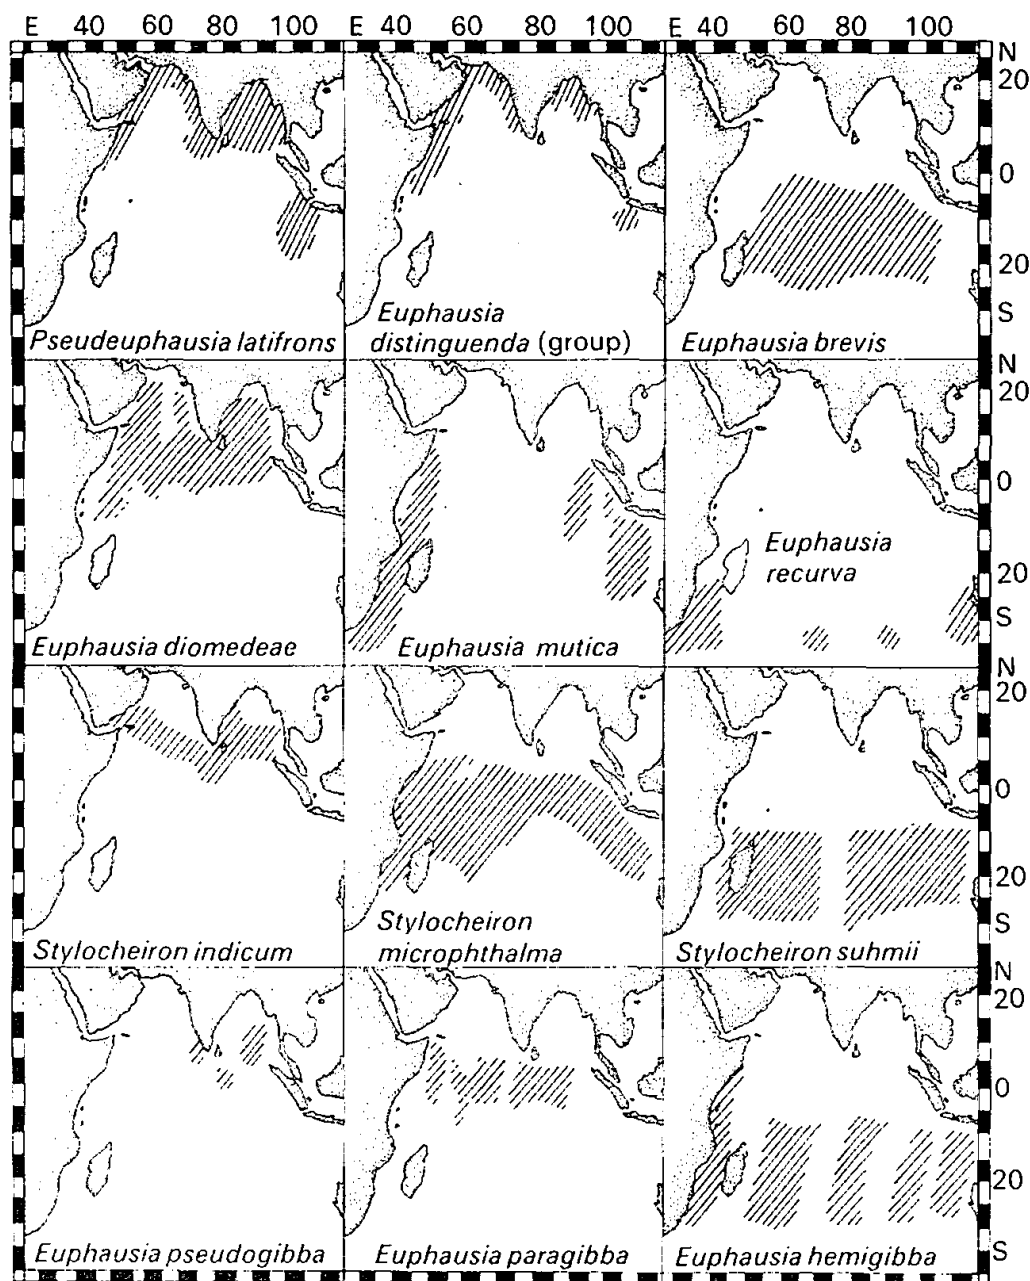 E 40 60 80 100 40 60 80 100 E 40 60 80 100
N
20
0
20
S
Pseudeuphausia latifrons
Euphausia
distinguenda (group)
Euphausia brevis
N
20
0
20
S
Euphausia diomedeae
Euphausia mutica
Euphausia
recurva
N
20
0
20
S
Stylocheiron indicum
Stylocheiron
microphthalma
Stylocheiron suhmii
N
20
0
20
S
Euphausia pseudogibba
Euphausia paragibba
Euphausia hemigibba